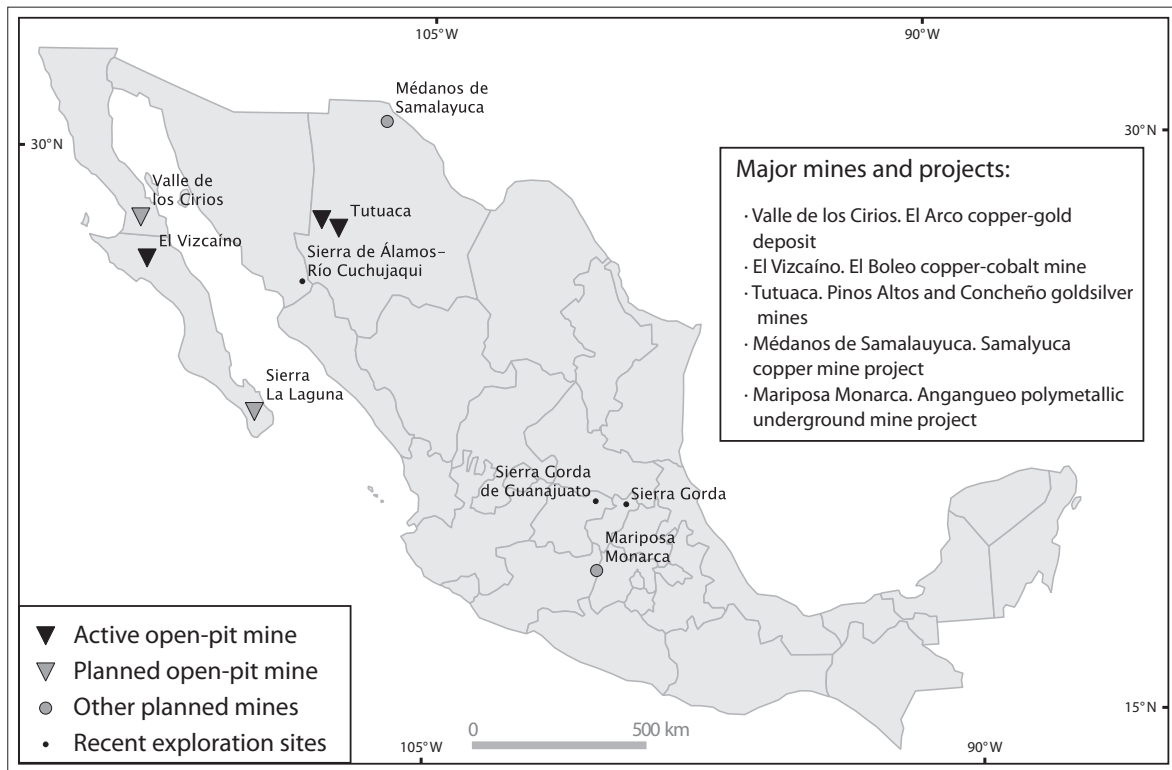 105°W
90°W
30°N
30°N
Médanos de
Samalayuca
Valle de
los Cirios
El Vizcaíno
Tutuaca
Sierra de Álamos–
Río Cuchujaqui
Sierra
La Laguna
Sierra Gorda
de Guanajuato
Sierra Gorda
Mariposa
Monarca
Major mines and projects:
· Valle de los Cirios. El Arco copper-gold
deposit
· El Vizcaíno. El Boleo copper-cobalt mine
· Tutuaca. Pinos Altos and Concheño goldsilver
mines
· Médanos de Samalauyuca. Samalyuca
copper mine project
· Mariposa Monarca. Angangueo polymetallic
underground mine project
Active open-pit mine
Planned open-pit mine
Other planned mines
Recent exploration sites
0
500 km
15°N
105°W
90°W